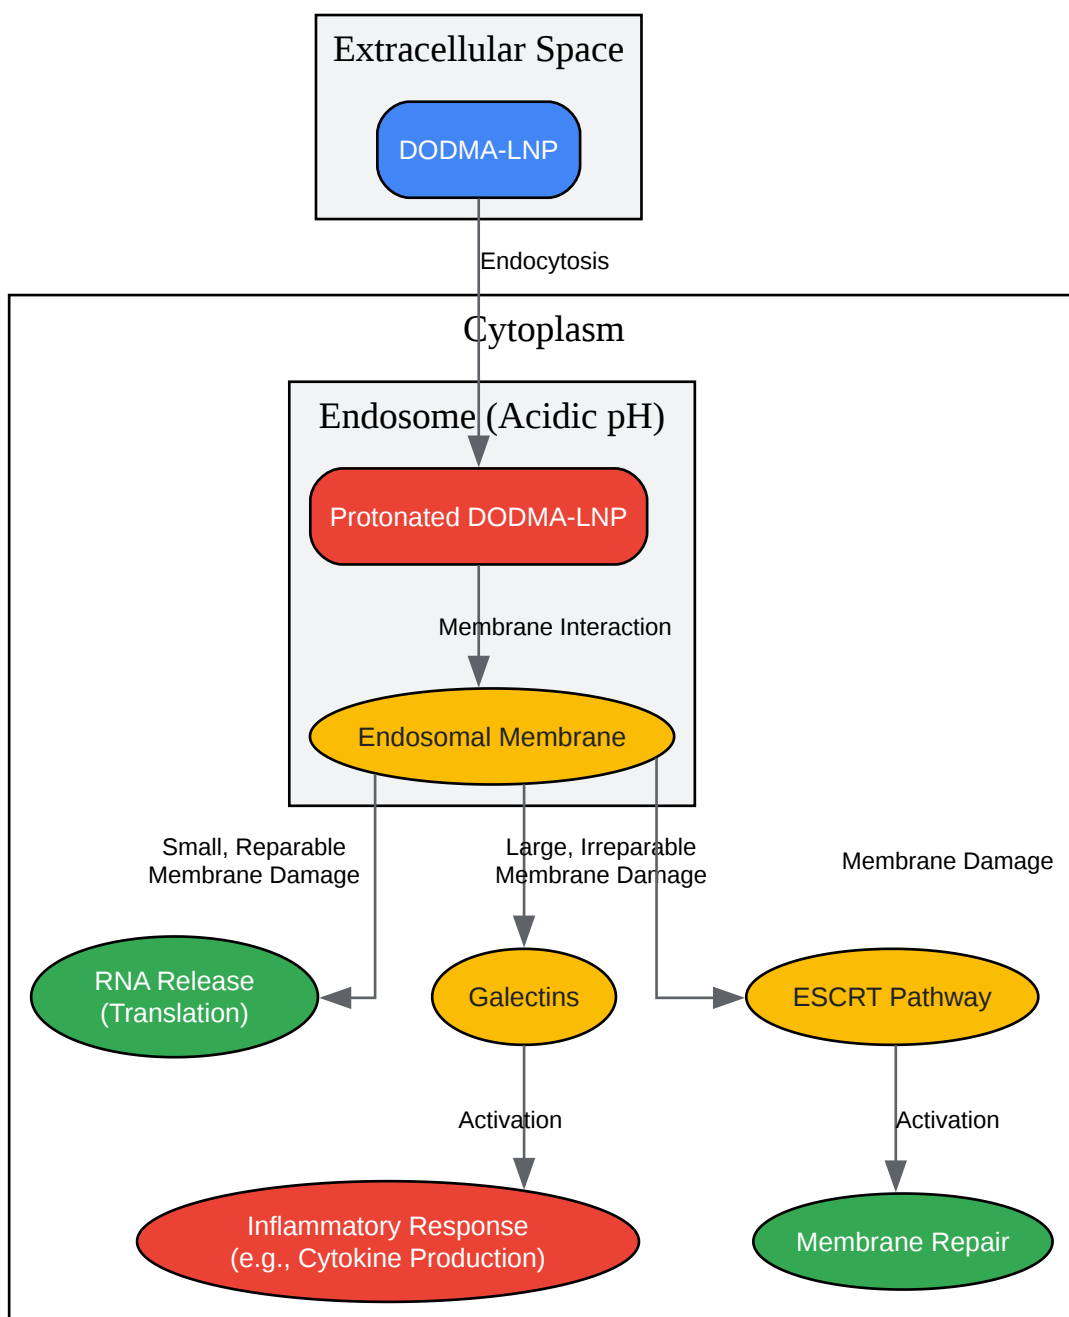 Extracellular Space
DODMA-LNP
Endocytosis
Cytoplasm
Endosome (Acidic pH)
Protonated DODMA-LNP
Membrane Interaction
Endosomal Membrane
Small, Reparable
Membrane Damage
Large, Irreparable
Membrane Damage
Membrane Damage
RNA Release
(Translation)
Galectins
ESCRT Pathway
Activation
Activation
Inflammatory Response
(e.g., Cytokine Production)
Membrane Repair